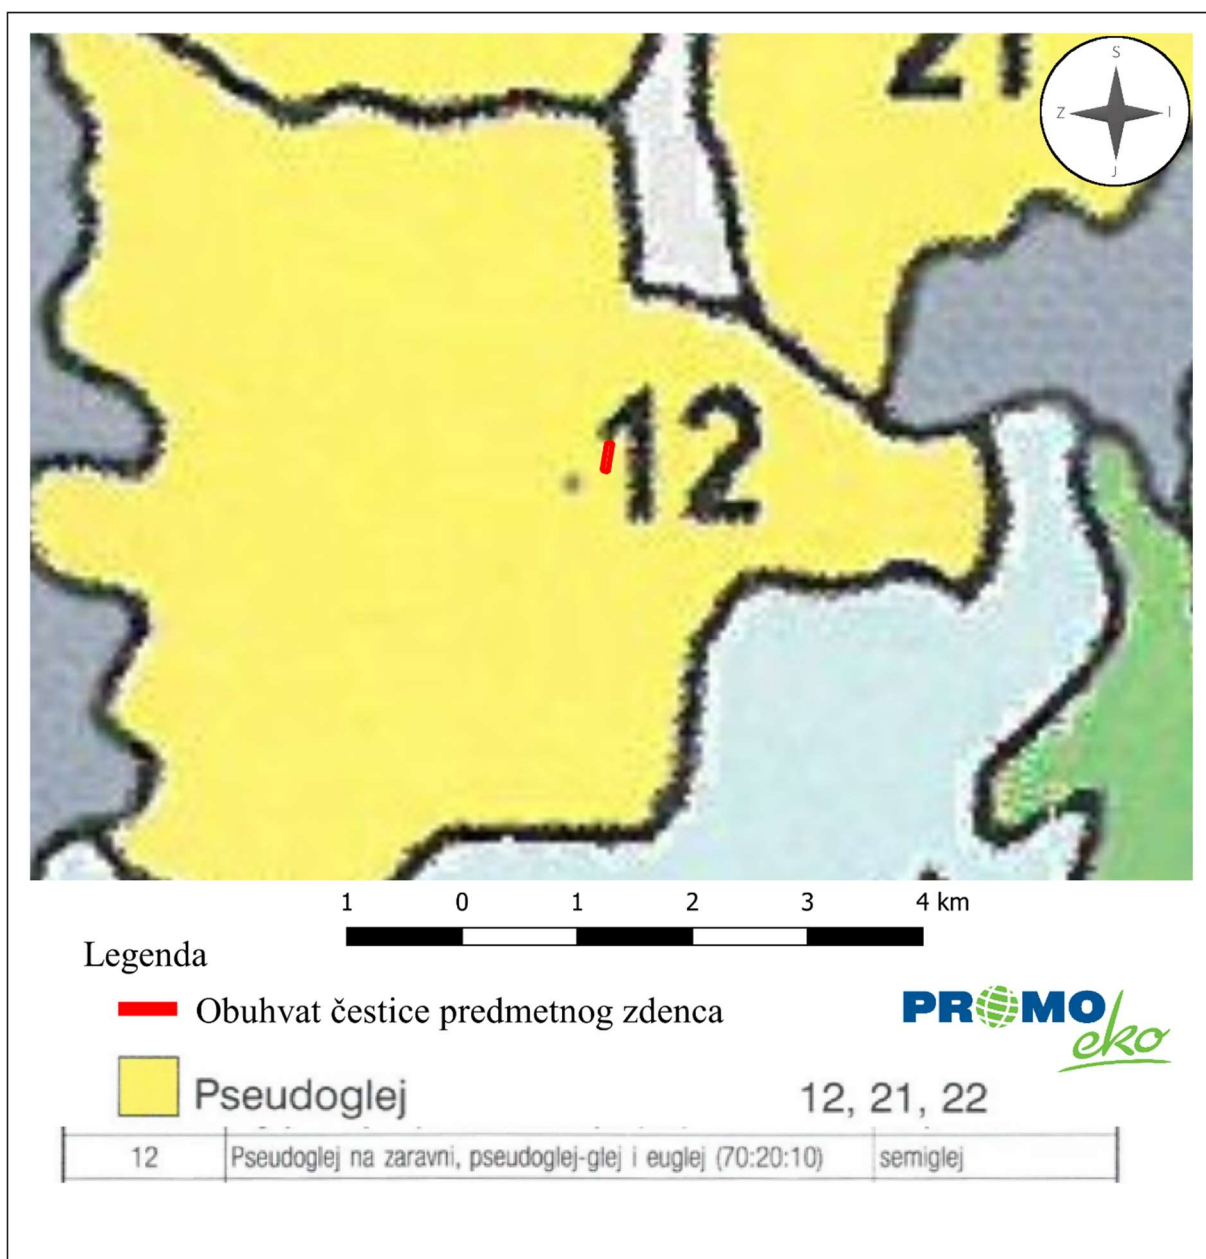 21
S
Z I
J
12
1 0 1 2 3 4 km
Legenda
Obuhvat čestice predmetnog zdenca
PROMO
eko
Pseudoglej 12, 21, 22
12 Pseudoglej na zaravni, pseudoglej-glej i euglej (70:20:10) semiglej